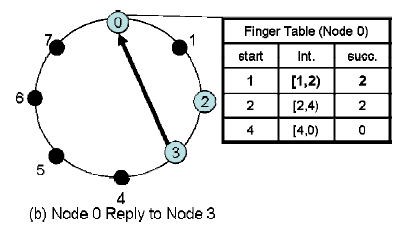 0
1
2
3
4
5
6
7
Finger Table (Node 0)
start Int. succ.
1 [1,2) 2
2 [2,4) 2
4 [4,0) 0
(b) Node 0 Reply to Node 3